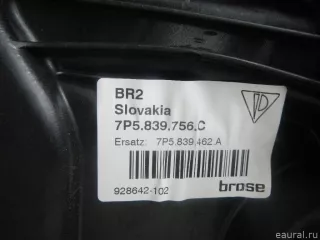 BR2
Slovakia
7P5.839.756.C
Ersatz: 7P5.839.462.A
928642-102
brose
© eaural.ru